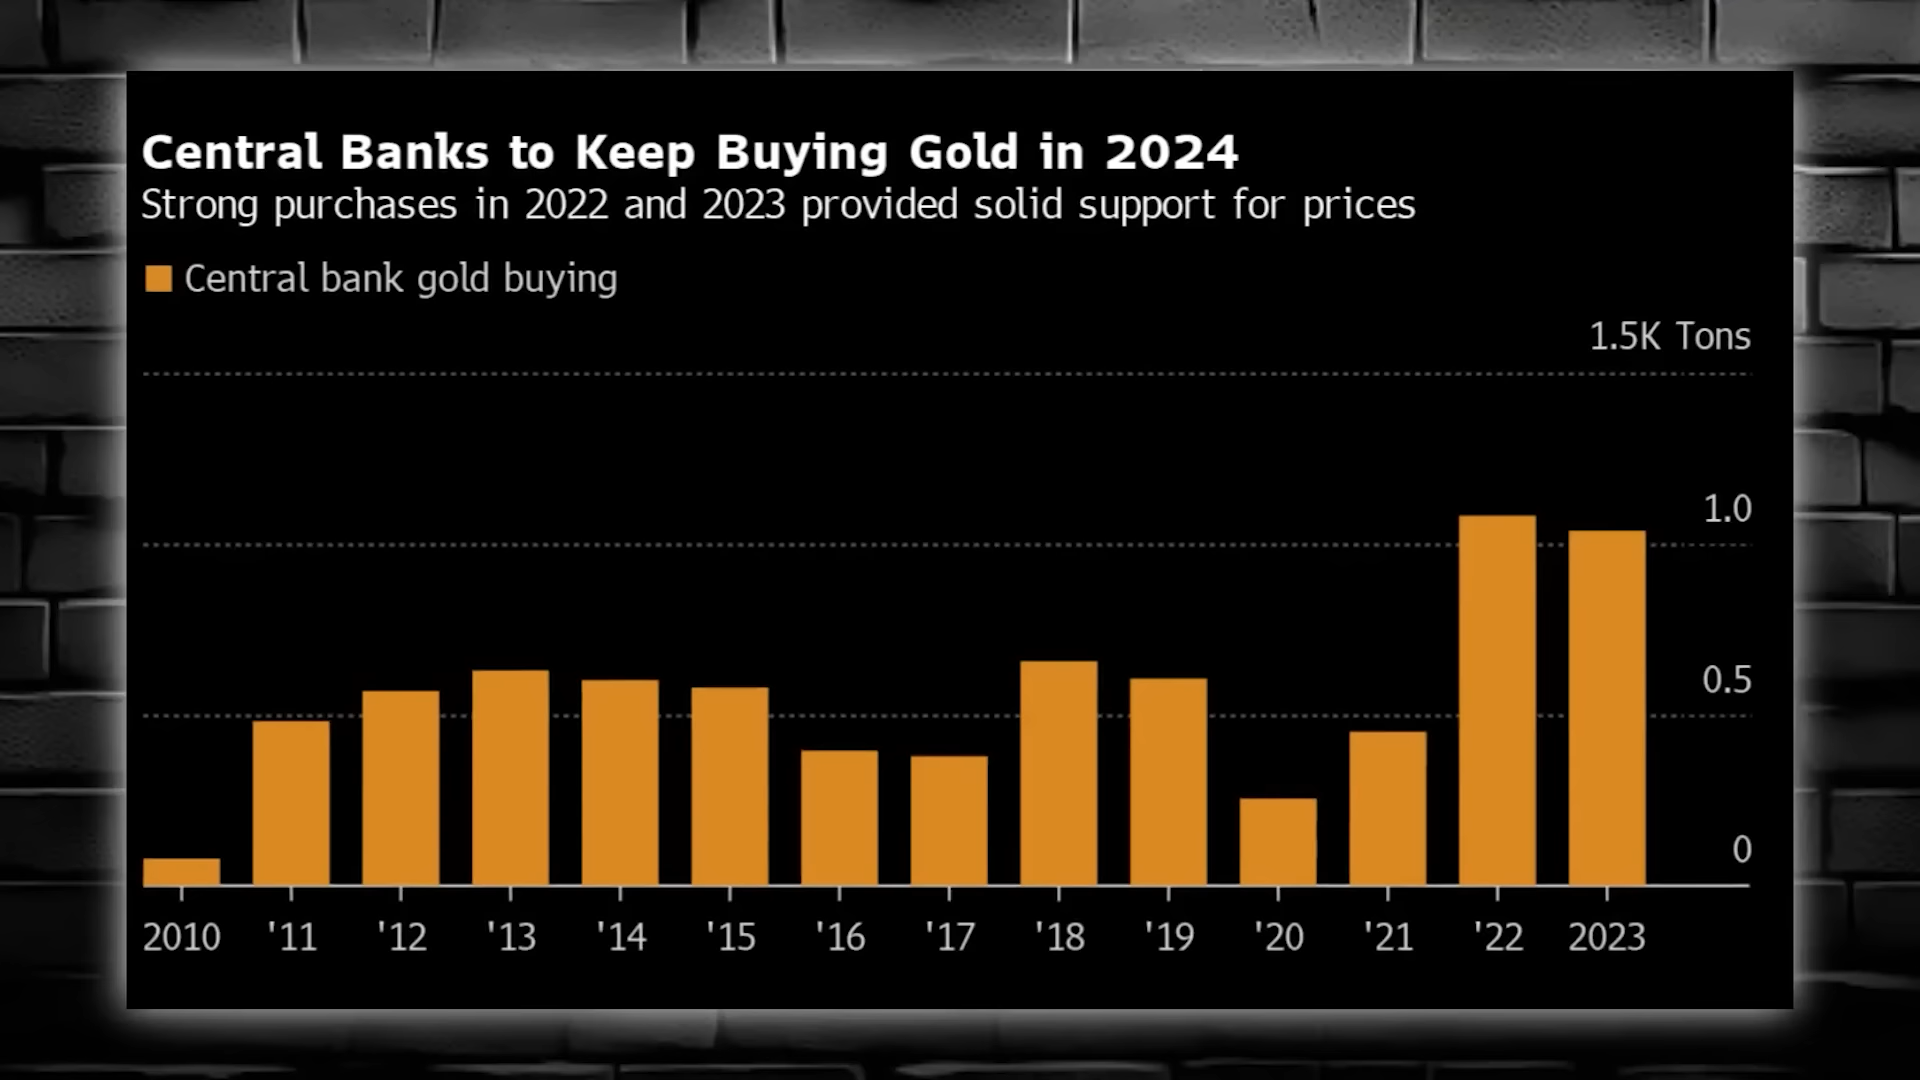 Central Banks to Keep Buying Gold in 2024
Strong purchases in 2022 and 2023 provided solid support for prices
Central bank gold buying
1.5K Tons
1.0
0.5
0
2010 '11 '12 '13 '14 '15 '16 '17 '18 '19 '20 '21 '22 2023